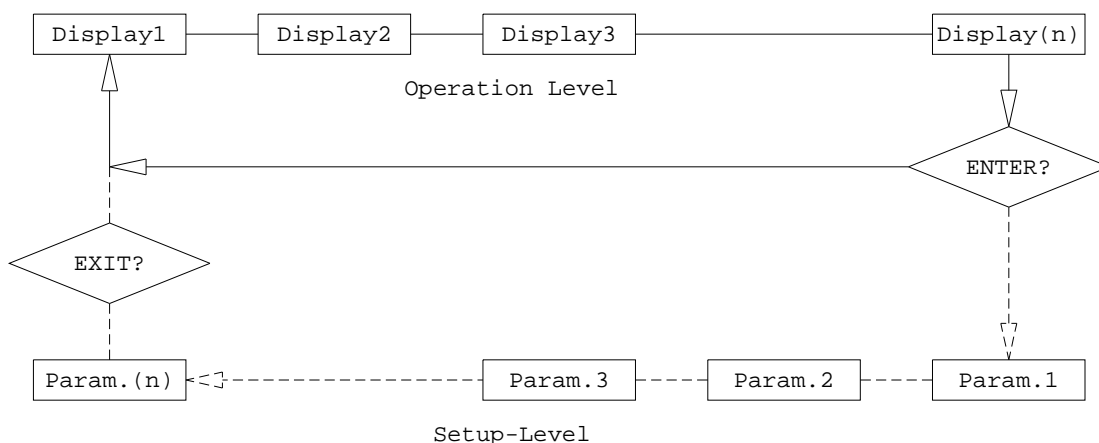 Display1 Display2 Display3 Display(n)
Operation Level
ENTER?
EXIT?
Param.(n) Param.3 Param.2 Param.1
Setup-Level